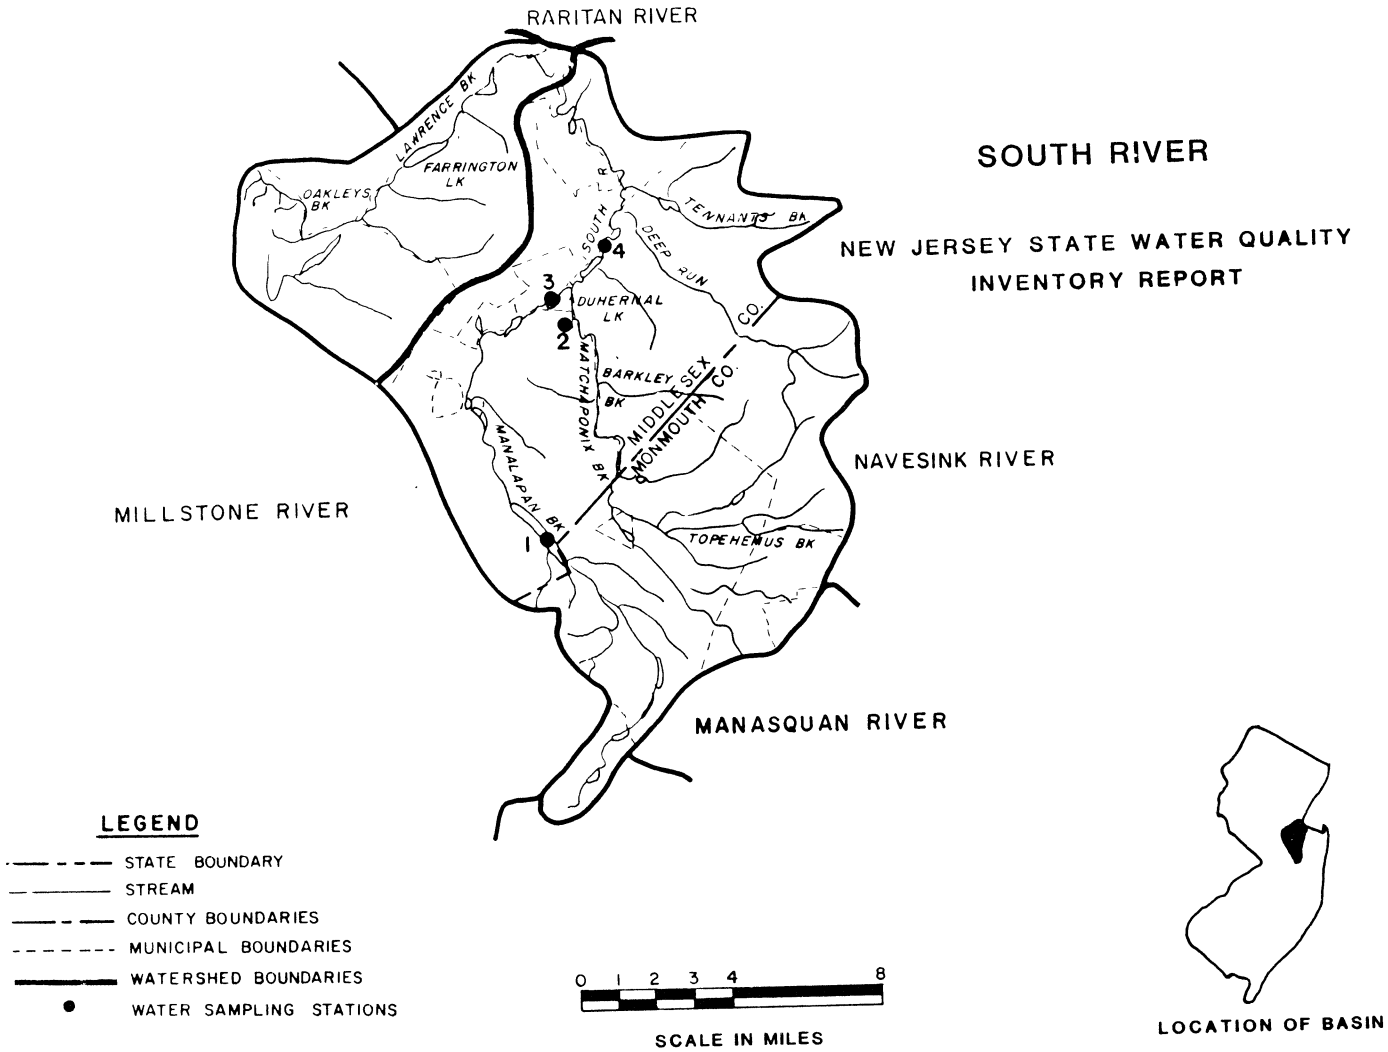 RARITAN RIVER
LAWRENCE BK
FARRINGTON
LK
OAKLEYS
BK
SOUTH R
TENNANTS BK
DEEP RUN
4
3
DUHERNAL
LK
2
MATCHAPONIX BK
BARKLEY
BK
MIDDLESEX CO.
MONMOUTH CO.
MANALAPAN BK
1
TOPEHEMUS BK
SOUTH RIVER
NEW JERSEY STATE WATER QUALITY
INVENTORY REPORT
NAVESINK RIVER
MILLSTONE RIVER
MANASQUAN RIVER
LEGEND
STATE BOUNDARY
STREAM
COUNTY BOUNDARIES
MUNICIPAL BOUNDARIES
WATERSHED BOUNDARIES
WATER SAMPLING STATIONS
0 1 2 3 4 8
SCALE IN MILES
LOCATION OF BASIN